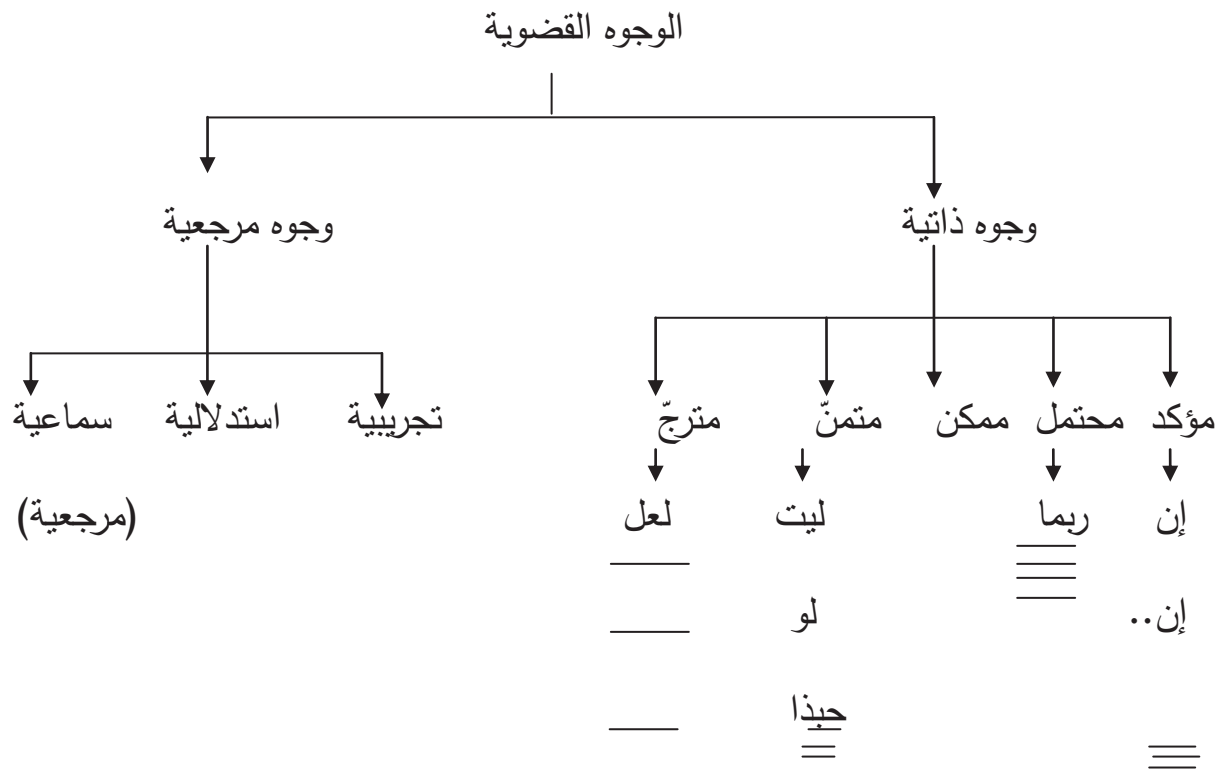 الوجوه القضوية
وجوه ذاتية وجوه مرجعية
مؤكد محتمل ممكن متمنّ مترجّ تجريبية استدلالية سماعية
إن ربما ليت لعل (مرجعية)
إن.. لو
حبذا